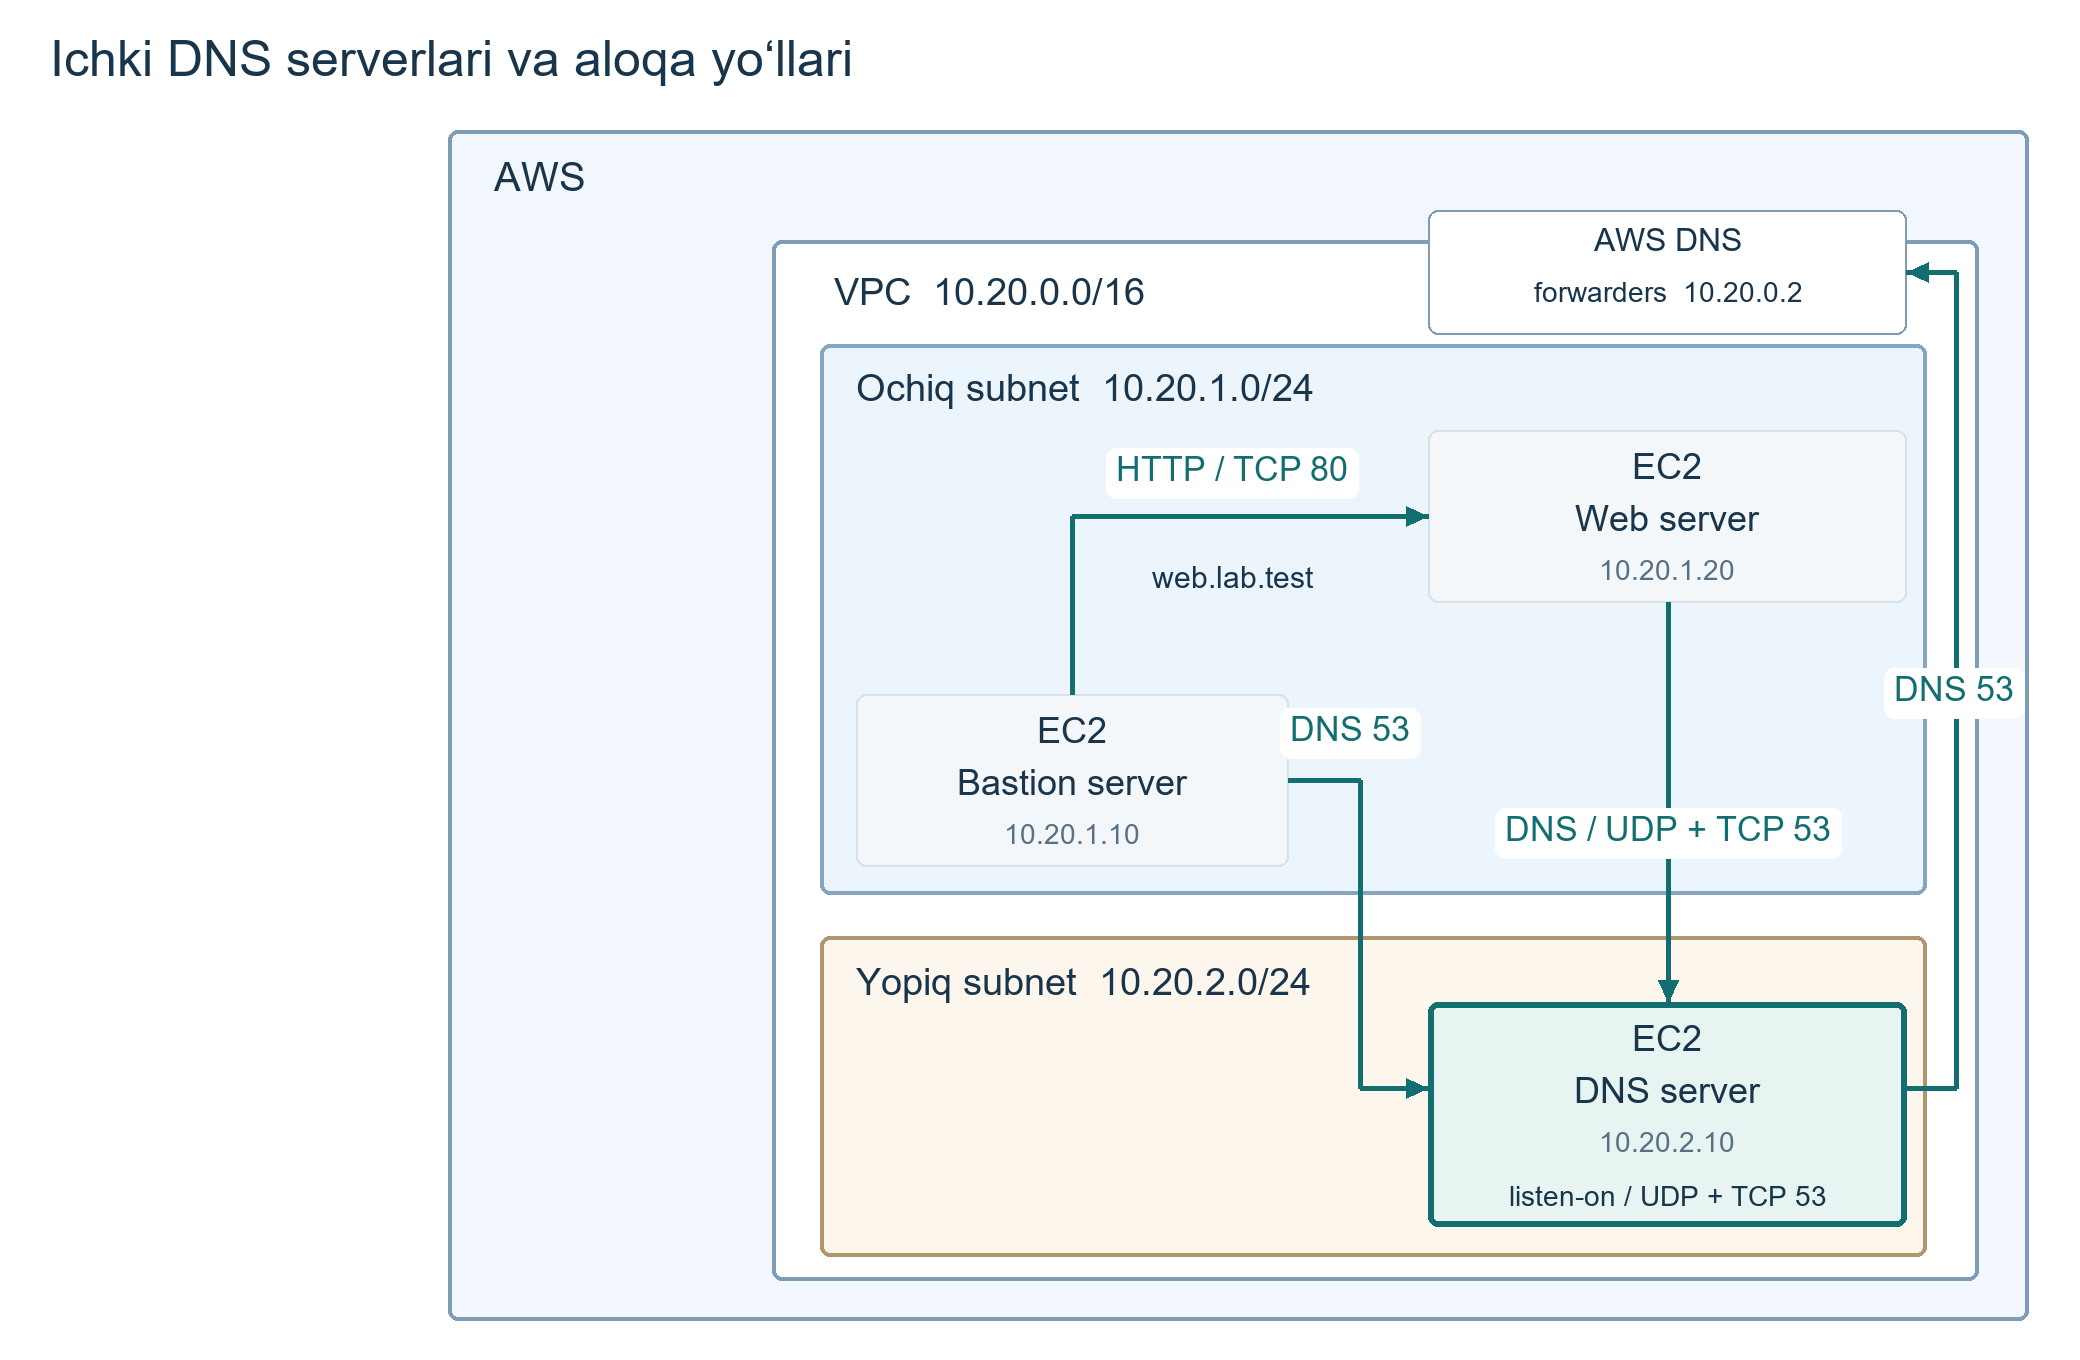 Ichki DNS serverlari va aloqa yo‘llari
AWS
AWS DNS
forwarders 10.20.0.2
VPC 10.20.0.0/16
Ochiq subnet 10.20.1.0/24
HTTP / TCP 80
EC2
Web server
10.20.1.20
web.lab.test
DNS 53
EC2
Bastion server
10.20.1.10
DNS 53
DNS / UDP + TCP 53
Yopiq subnet 10.20.2.0/24
EC2
DNS server
10.20.2.10
listen-on / UDP + TCP 53